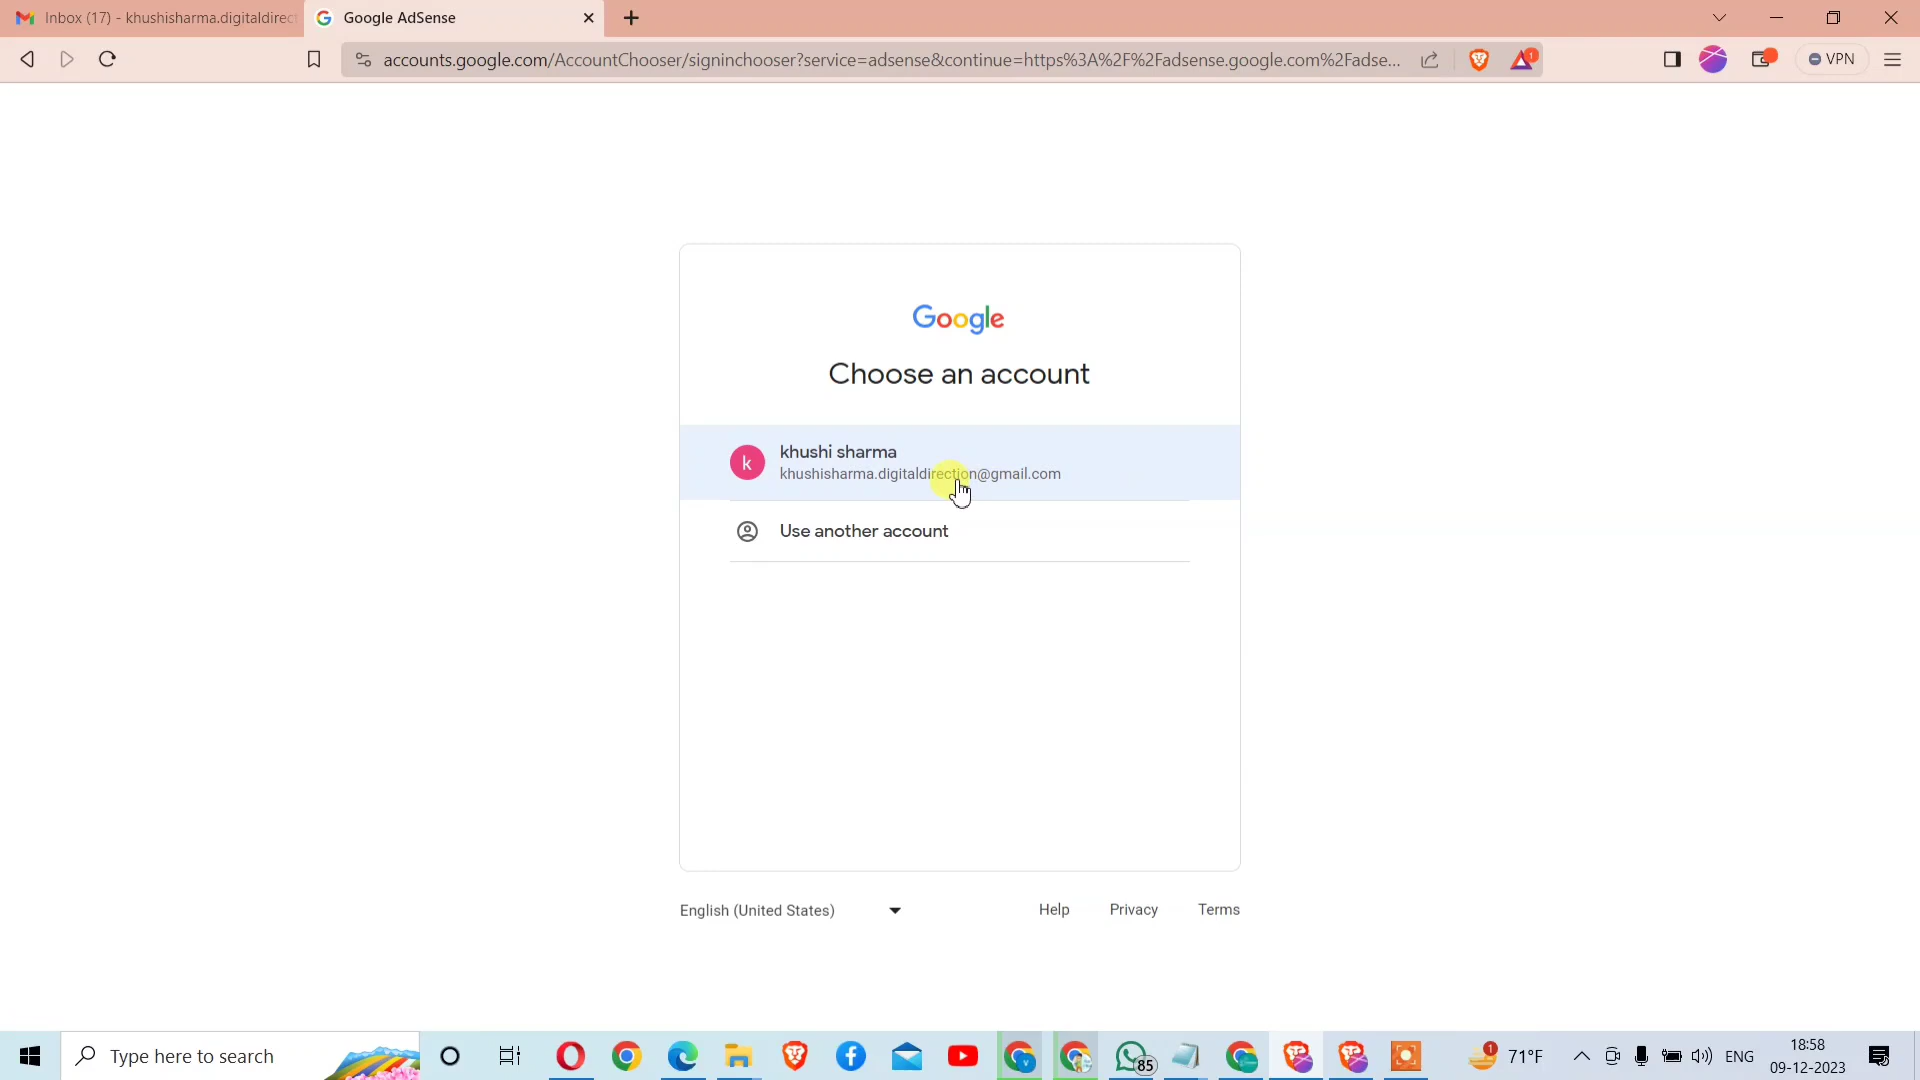 Inbox (17) - khushisharma.digitaldirect
Google AdSense
accounts.google.com/AccountChooser/signinchooser?service=adsense&continue=https%3A%2F%2Fadsense.google.com%2Fadse...
1
VPN
Google
Choose an account
k
khushi sharma
khushisharma.digitaldirection@gmail.com
Use another account
English (United States)
Help
Privacy
Terms
Type here to search
v
85
1
71°F
ENG
18:58
09-12-2023